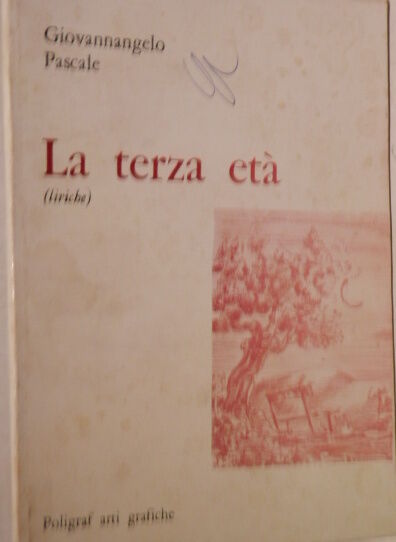 Giovannangelo
Pascale
La terza età
(liriche)
Poligraf arti grafiche